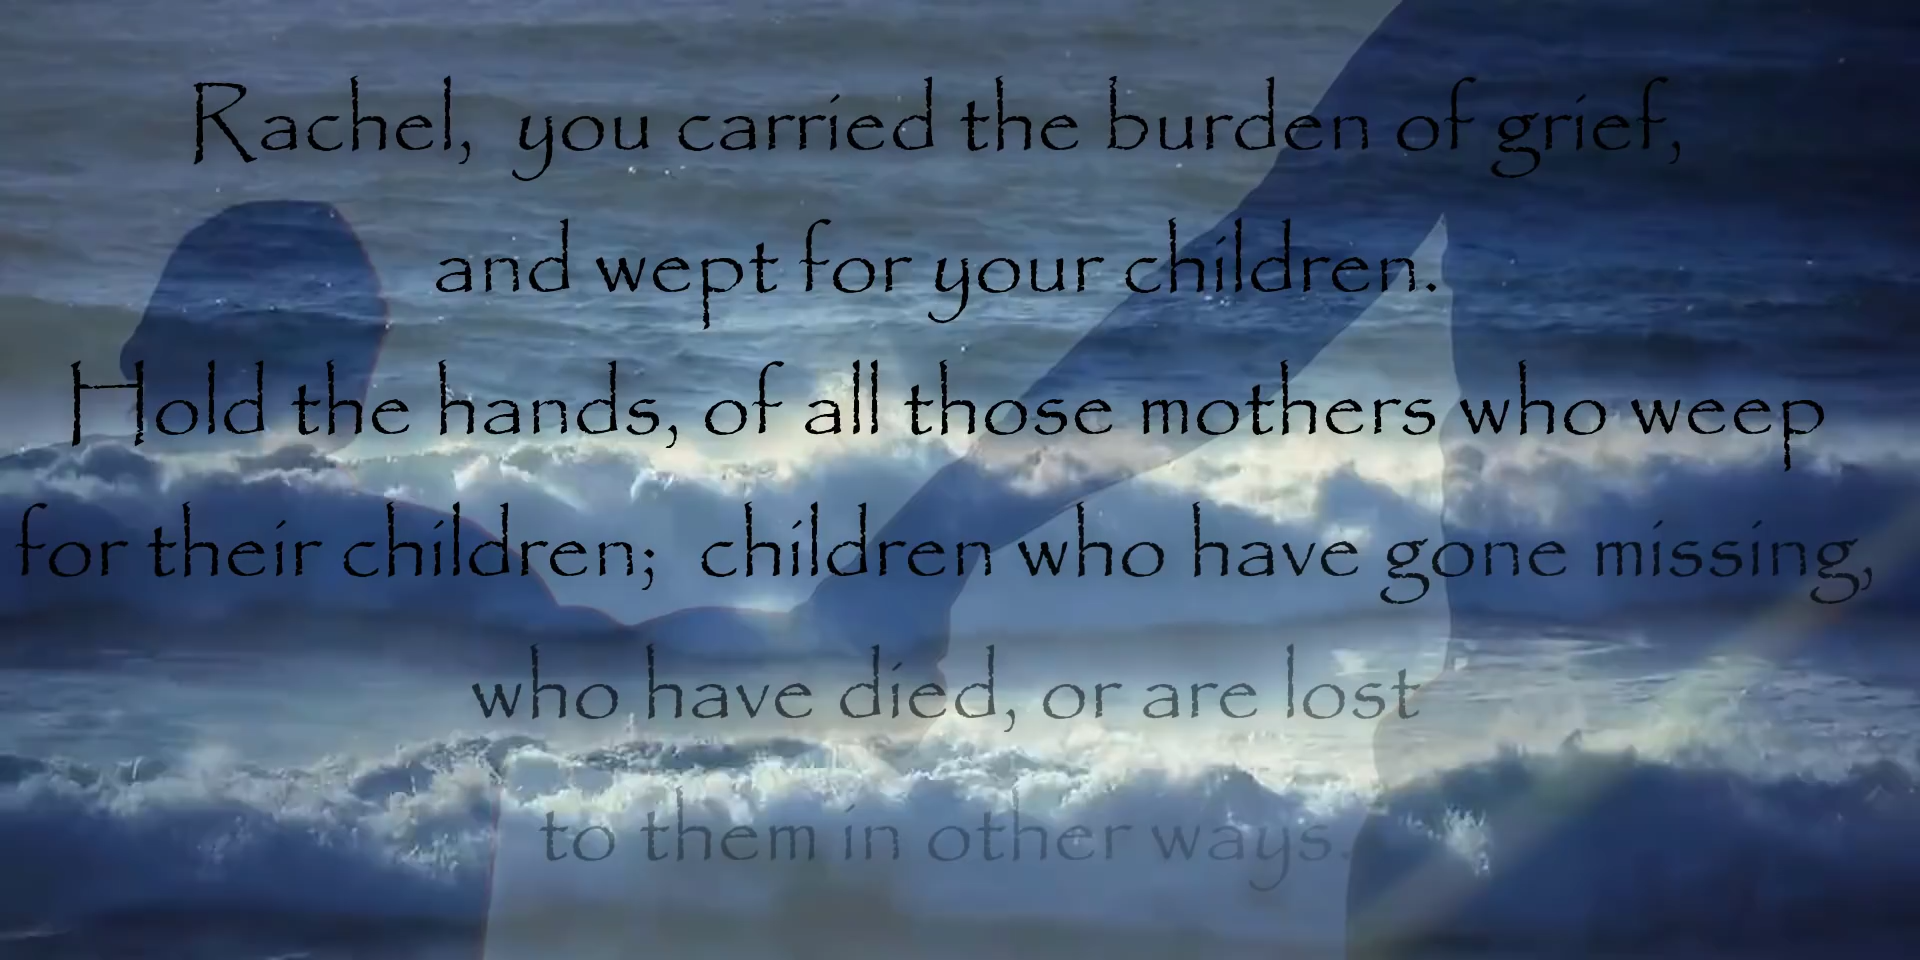 Rachel, you carried the burden of grief,
and wept for your children.
Hold the hands, of all those mothers who weep
for their children; children who have gone missing,
who have died, or are lost
to them in other ways.